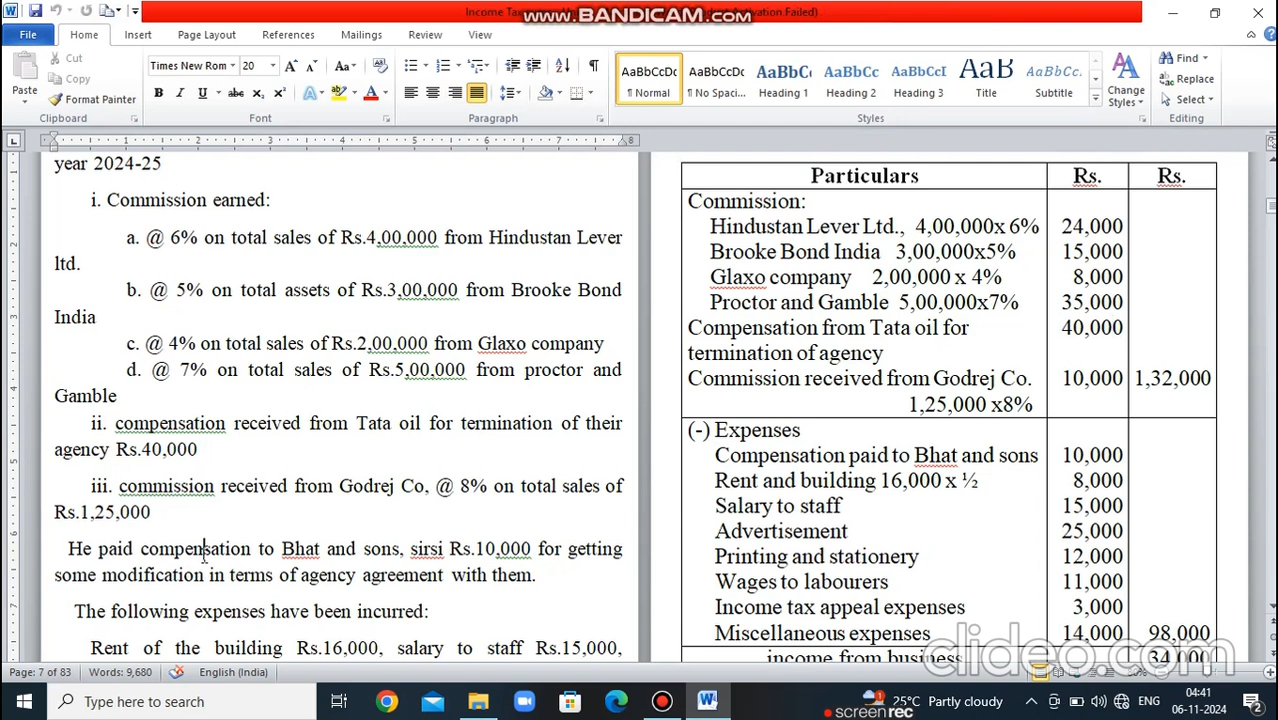 Income Tax
Activation Failed)
www.BANDICAM.com
File
Home
Insert
Page Layout
References
Mailings
Review
View
Cut
Copy
Format Painter
Paste
Clipboard
Times New Rom
20
Font
Paragraph
AaBbCcDc
¶ Normal
AaBbCcDc
¶ No Spaci...
AaBbC
Heading 1
AaBbCc
Heading 2
AaBbCcI
Heading 3
AaB
Title
AaBbCc.
Subtitle
Change
Styles
Styles
Find
Replace
Select
Editing
year 2024-25
i. Commission earned:
a. @ 6% on total sales of Rs.4,00,000 from Hindustan Lever
ltd.
b. @ 5% on total assets of Rs.3,00,000 from Brooke Bond
India
c. @ 4% on total sales of Rs.2,00,000 from Glaxo company
d. @ 7% on total sales of Rs.5,00,000 from proctor and
Gamble
ii. compensation received from Tata oil for termination of their
agency Rs.40,000
iii. commission received from Godrej Co, @ 8% on total sales of
Rs.1,25,000
He paid compensation to Bhat and sons, sirsi Rs.10,000 for getting
some modification in terms of agency agreement with them.
The following expenses have been incurred:
Rent of the building Rs.16,000, salary to staff Rs.15,000,
Particulars Rs. Rs.
Commission:
Hindustan Lever Ltd., 4,00,000x 6% 24,000
Brooke Bond India 3,00,000x5% 15,000
Glaxo company 2,00,000 x 4% 8,000
Proctor and Gamble 5,00,000x7% 35,000
Compensation from Tata oil for 40,000
termination of agency
Commission received from Godrej Co. 10,000 1,32,000
1,25,000 x8%
(-) Expenses
Compensation paid to Bhat and sons 10,000
Rent and building 16,000 x ½ 8,000
Salary to staff 15,000
Advertisement 25,000
Printing and stationery 12,000
Wages to labourers 11,000
Income tax appeal expenses 3,000
Miscellaneous expenses 14,000 98,000
income from business 34,000
clideo.com
Page: 7 of 83
Words: 9,680
English (India)
Type here to search
25°C Partly cloudy
ENG
04:41
06-11-2024
2
screen rec